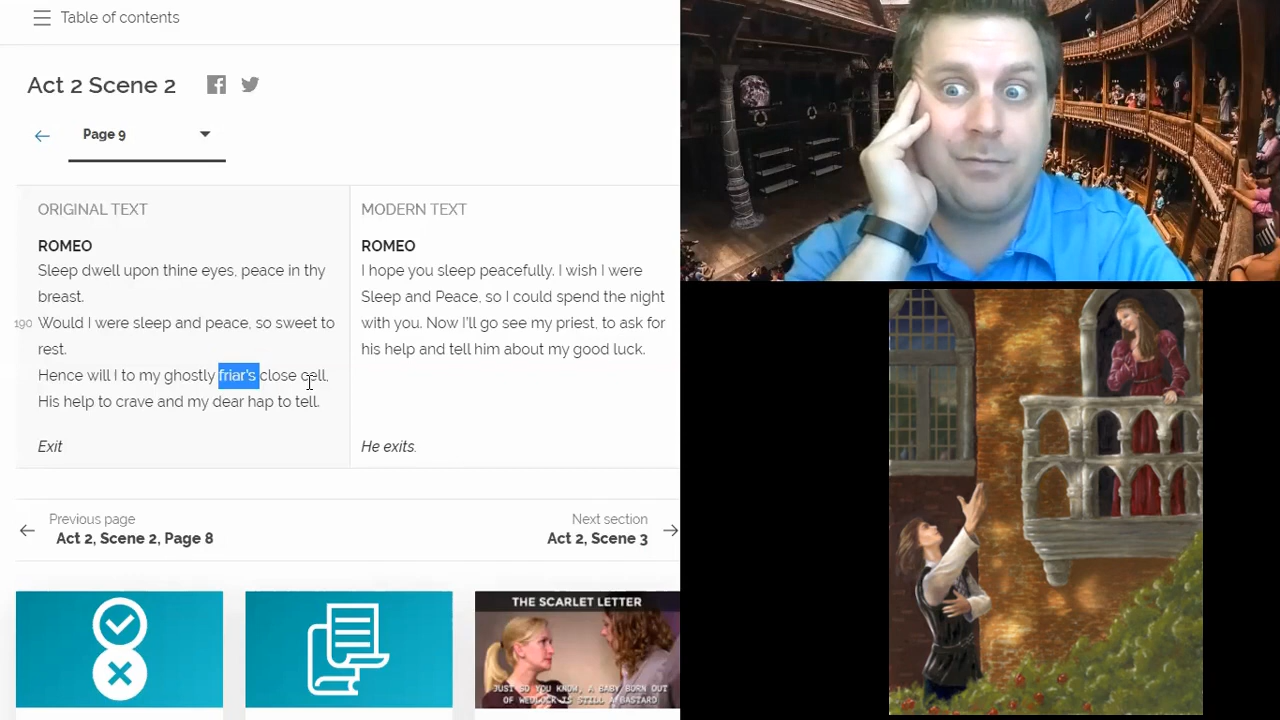 Table of contents
Act 2 Scene 2
Page 9
ORIGINAL TEXT
ROMEO
Sleep dwell upon thine eyes, peace in thy
breast.
190 Would I were sleep and peace, so sweet to
rest.
Hence will I to my ghostly friar's close cell,
His help to crave and my dear hap to tell.
Exit
MODERN TEXT
ROMEO
I hope you sleep peacefully. I wish I were
Sleep and Peace, so I could spend the night
with you. Now I'll go see my priest, to ask for
his help and tell him about my good luck.
He exits.
Previous page
Act 2, Scene 2, Page 8
Next section
Act 2, Scene 3
THE SCARLET LETTER
JUST SO YOU KNOW, A BABY BORN OUT
OF WEDLOCK IS STILL A BASTARD